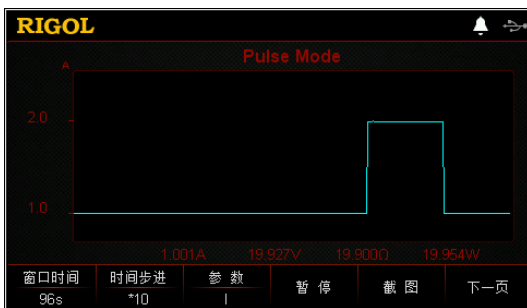 RIGOL
Pulse Mode
A
2.0
1.0
1.001A 19.927V 19.900Ω 19.954W
窗口时间 时间步进 参 数 暂 停 截 图 下一页
96s *10 I